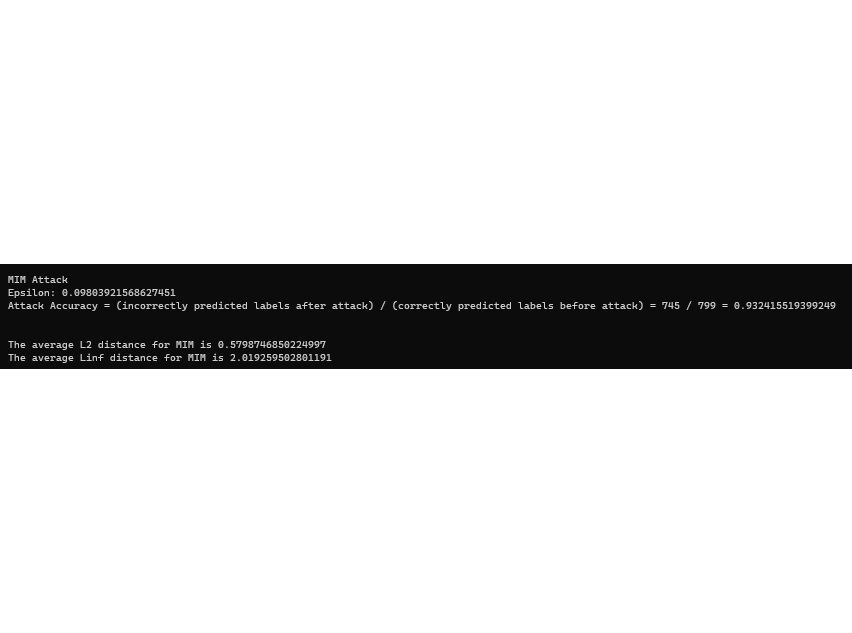 MIM Attack
Epsilon: 0.09803921568627451
Attack Accuracy = (incorrectly predicted labels after attack) / (correctly predicted labels before attack) = 745 / 799 = 0.932415519399249
The average L2 distance for MIM is 0.5798746850224997
The average Linf distance for MIM is 2.019259502801191